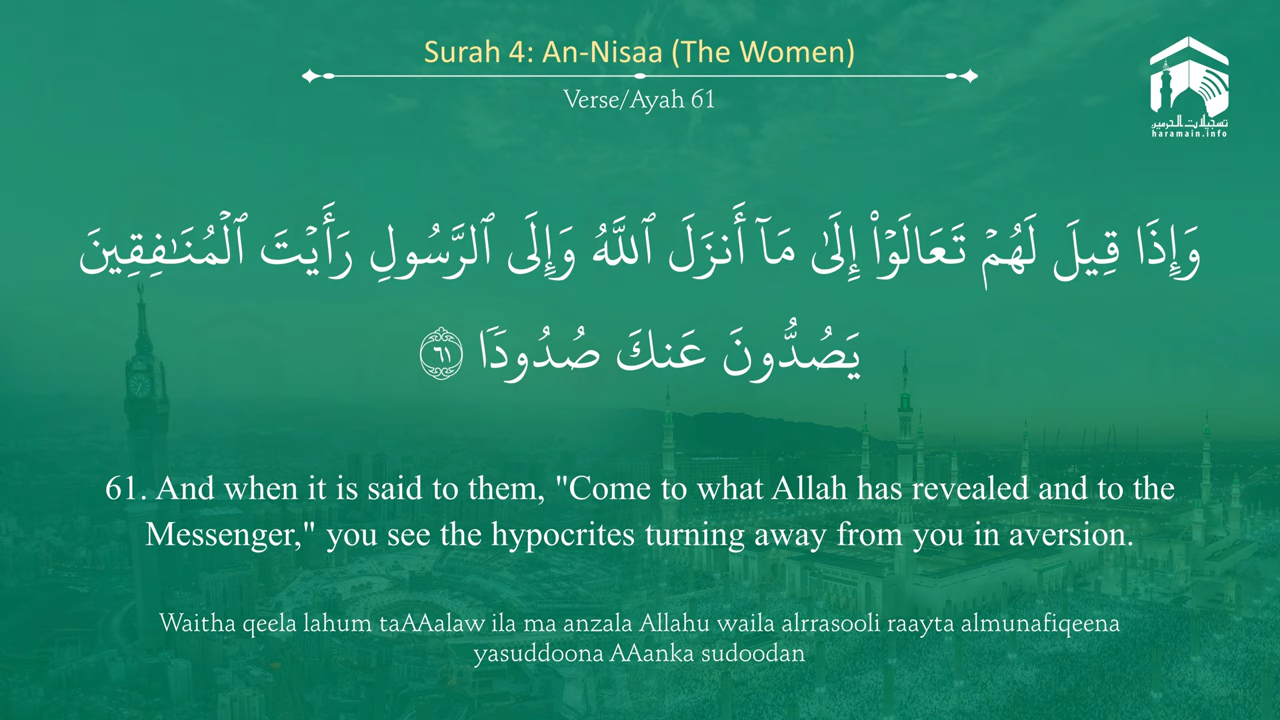 Surah 4: An-Nisaa (The Women)
Verse/Ayah 61
تسجيلات الحرمين
haramain.info
وَإِذَا قِيلَ لَهُمۡ تَعَالَوۡاْ إِلَىٰ مَآ أَنزَلَ ٱللَّهُ وَإِلَى ٱلرَّسُولِ رَأَيۡتَ ٱلۡمُنَٰفِقِينَ
يَصُدُّونَ عَنكَ صُدُودٗا ٦١
61. And when it is said to them, "Come to what Allah has revealed and to the
Messenger," you see the hypocrites turning away from you in aversion.
Waitha qeela lahum taAAalaw ila ma anzala Allahu waila alrrasooli raayta almunafiqeena
yasuddoona AAanka sudoodan